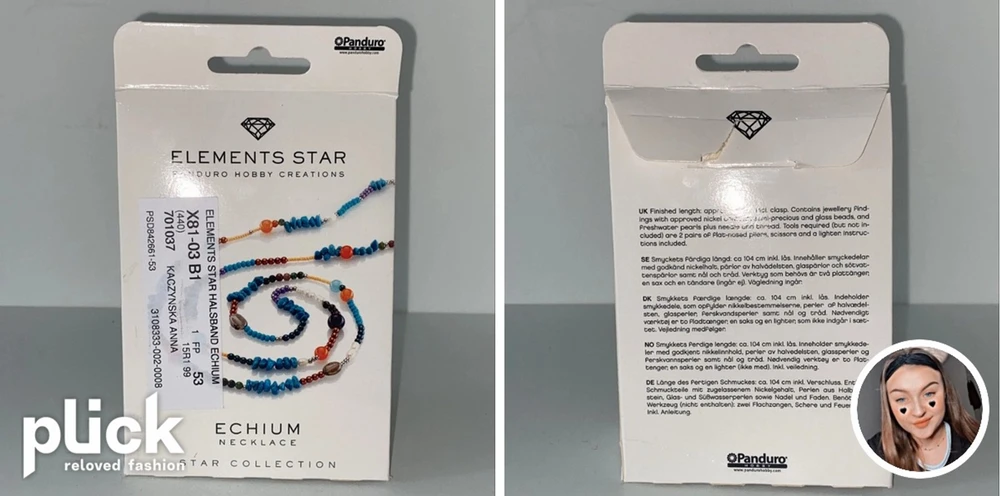 Panduro
HOBBY
www.pandurohobby.com
ELEMENTS STAR
PANDURO HOBBY CREATIONS
ELEMENTS STAR HALSBAND ECHIUM
X81-03 B1 1 FP 53
(440) 15R1 99
701037 KACZYNSKA ANNA
PSD842661-53 3108333-002-0008
ECHIUM
NECKLACE
STAR COLLECTION
plick
reloved fashion
UK Finished length: clasp. Contains jewellery find-
ings with approved nickel semi-precious and glass beads, and
Freshwater pearls plus needle and thread. Tools required (but not in-
cluded) are 2 pairs of flat-nosed pliers, scissors and a lighten instruc-
tions included.
SE Smyckets Färdiga längd: ca 104 cm inkl. lås. Innehåller smyckedelar
med godkänd nickelhalt, pärlor av halvädelsten, glaspärlor och sötvat-
tenspärlor samt nål och tråd. Verktyg som behövs är två plattänger,
en sax och en tändare (ingår ej). Vägledning ingår.
DK Smykkets Færdige længde: ca. 104 cm inkl. lås. Indeholder
smykkedele, som opfylder nikkelbestemmelserne, perler af halvædel-
sten, glasperler, Ferskvandsperler samt nål og tråd. Nødvendigt
værktøj er to fladtænger, en saks og en lighter, som ikke indgår i sæt-
tet. Vejledning medfølger.
NO Smykkets Ferdige lengde: ca. 104 cm inkl. lås. Inneholder smykkede-
ler med godkjent nikkelinnhold, perler av halvedelsten, glassperler og
Ferskvannsperler samt nål og tråd. Nødvendig verktøy er to flat-
tenger, en saks og en lighter (ikke med). Inkl. veiledning.
DE Länge des Fertigen Schmuckes: ca. 104 cm inkl. Verschluss.
Schmuckteile mit zugelassenem Nickelgehalt, Perlen aus
stein, Glas- und Süßwasserperlen sowie Nadel und Faden.
Werkzeug (nicht enthalten): zwei Flachzangen, Schere und
Inkl. Anleitung.
Panduro
HOBBY
www.pandurohobby.com